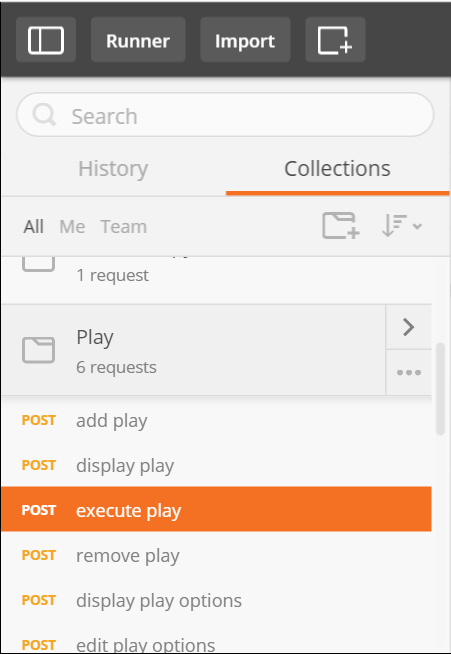 Runner Import
Search
History Collections
All Me Team
1 request
Play
6 requests
POST add play
POST display play
POST execute play
POST remove play
POST display play options
POST edit play options